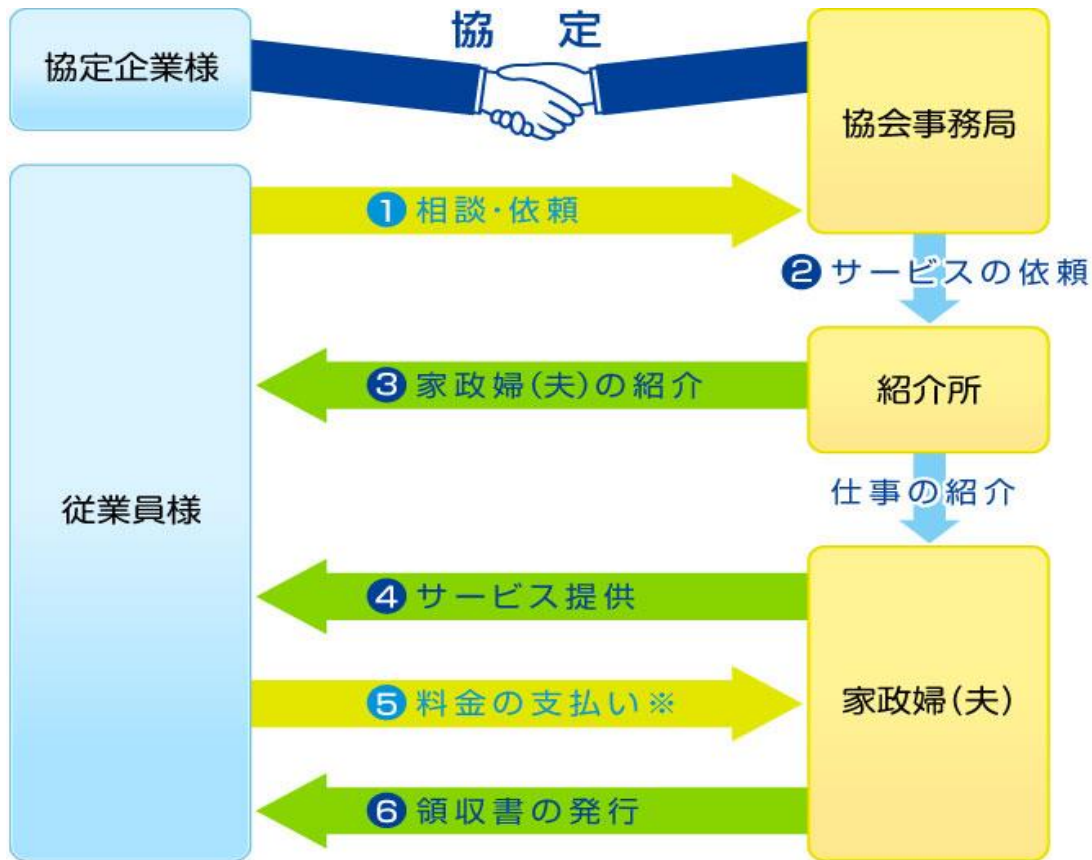 協定
協定企業様
協会事務局
❶相談・依頼
❷サービスの依頼
❸家政婦(夫)の紹介
紹介所
従業員様
仕事の紹介
❹サービス提供
❺料金の支払い※
家政婦(夫)
❻領収書の発行